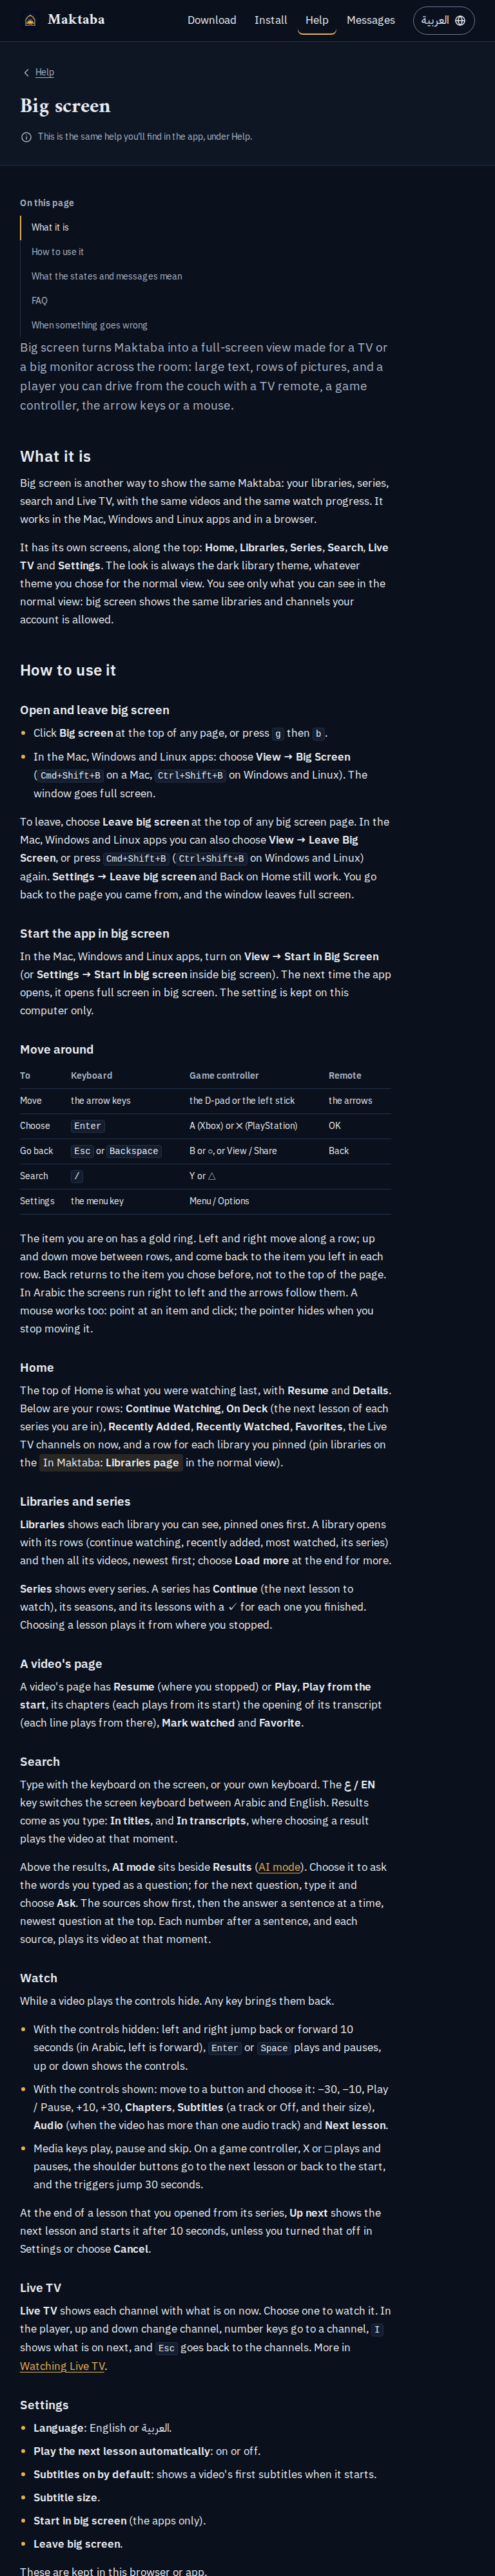 Maktaba
Download
Install
Help
Messages
العربية
Help
Big screen
This is the same help you'll find in the app, under Help.
On this page
What it is
How to use it
What the states and messages mean
FAQ
When something goes wrong
Big screen turns Maktaba into a full-screen view made for a TV or
a big monitor across the room: large text, rows of pictures, and a
player you can drive from the couch with a TV remote, a game
controller, the arrow keys or a mouse.
What it is
Big screen is another way to show the same Maktaba: your libraries, series,
search and Live TV, with the same videos and the same watch progress. It
works in the Mac, Windows and Linux apps and in a browser.
It has its own screens, along the top: Home, Libraries, Series, Search, Live
TV and Settings. The look is always the dark library theme, whatever
theme you chose for the normal view. You see only what you can see in the
normal view: big screen shows the same libraries and channels your
account is allowed.
How to use it
Open and leave big screen
Click Big screen at the top of any page, or press g then b.
In the Mac, Windows and Linux apps: choose View → Big Screen
(Cmd+Shift+B on a Mac, Ctrl+Shift+B on Windows and Linux). The
window goes full screen.
To leave, choose Leave big screen at the top of any big screen page. In the
Mac, Windows and Linux apps you can also choose View → Leave Big
Screen, or press Cmd+Shift+B (Ctrl+Shift+B on Windows and Linux)
again. Settings → Leave big screen and Back on Home still work. You go
back to the page you came from, and the window leaves full screen.
Start the app in big screen
In the Mac, Windows and Linux apps, turn on View → Start in Big Screen
(or Settings → Start in big screen inside big screen). The next time the app
opens, it opens full screen in big screen. The setting is kept on this
computer only.
Move around
To Keyboard Game controller Remote
Move the arrow keys the D-pad or the left stick the arrows
Choose Enter A (Xbox) or ✕ (PlayStation) OK
Go back Esc or Backspace B or ○, or View / Share Back
Search / Y or △
Settings the menu key Menu / Options
The item you are on has a gold ring. Left and right move along a row; up
and down move between rows, and come back to the item you left in each
row. Back returns to the item you chose before, not to the top of the page.
In Arabic the screens run right to left and the arrows follow them. A
mouse works too: point at an item and click; the pointer hides when you
stop moving it.
Home
The top of Home is what you were watching last, with Resume and Details.
Below are your rows: Continue Watching, On Deck (the next lesson of each
series you are in), Recently Added, Recently Watched, Favorites, the Live
TV channels on now, and a row for each library you pinned (pin libraries on
the In Maktaba: Libraries page in the normal view).
Libraries and series
Libraries shows each library you can see, pinned ones first. A library opens
with its rows (continue watching, recently added, most watched, its series)
and then all its videos, newest first; choose Load more at the end for more.
Series shows every series. A series has Continue (the next lesson to
watch), its seasons, and its lessons with a ✓ for each one you finished.
Choosing a lesson plays it from where you stopped.
A video's page
A video's page has Resume (where you stopped) or Play, Play from the
start, its chapters (each plays from its start) the opening of its transcript
(each line plays from there), Mark watched and Favorite.
Search
Type with the keyboard on the screen, or your own keyboard. The ع / EN
key switches the screen keyboard between Arabic and English. Results
come as you type: In titles, and In transcripts, where choosing a result
plays the video at that moment.
Above the results, AI mode sits beside Results (AI mode). Choose it to ask
the words you typed as a question; for the next question, type it and
choose Ask. The sources show first, then the answer a sentence at a time,
newest question at the top. Each number after a sentence, and each
source, plays its video at that moment.
Watch
While a video plays the controls hide. Any key brings them back.
With the controls hidden: left and right jump back or forward 10
seconds (in Arabic, left is forward), Enter or Space plays and pauses,
up or down shows the controls.
With the controls shown: move to a button and choose it: −30, −10, Play
/ Pause, +10, +30, Chapters, Subtitles (a track or Off, and their size),
Audio (when the video has more than one audio track) and Next lesson.
Media keys play, pause and skip. On a game controller, X or □ plays and
pauses, the shoulder buttons go to the next lesson or back to the start,
and the triggers jump 30 seconds.
At the end of a lesson that you opened from its series, Up next shows the
next lesson and starts it after 10 seconds, unless you turned that off in
Settings or choose Cancel.
Live TV
Live TV shows each channel with what is on now. Choose one to watch it. In
the player, up and down change channel, number keys go to a channel, I
shows what is on next, and Esc goes back to the channels. More in
Watching Live TV.
Settings
Language: English or العربية.
Play the next lesson automatically: on or off.
Subtitles on by default: shows a video's first subtitles when it starts.
Subtitle size.
Start in big screen (the apps only).
Leave big screen.
These are kept in this browser or app.